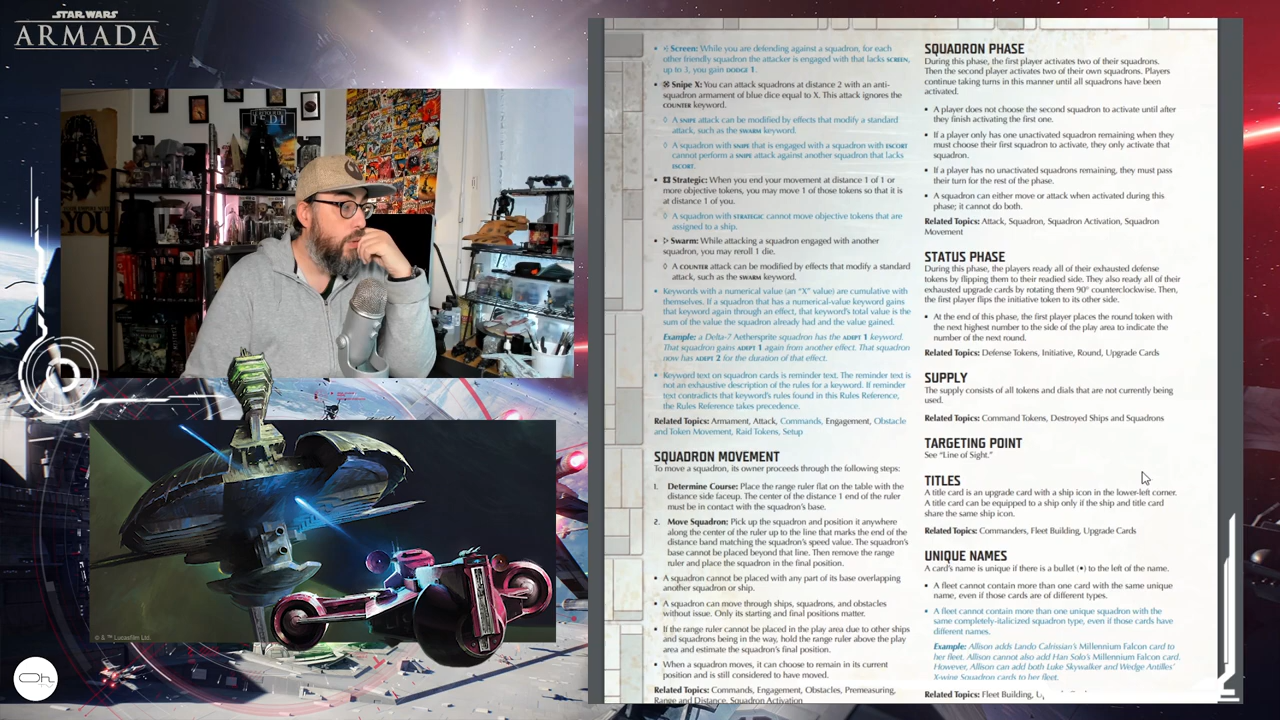 STAR WARS
ARMADA
YOU
© & ™ Lucasfilm Ltd.
Oh
• Screen: While you are defending against a squadron, for each
other friendly squadron the attacker is engaged with that lacks SCREEN,
up to 3, you gain DODGE 1.
• Snipe X: You can attack squadrons at distance 2 with an anti-
squadron armament of blue dice equal to X. This attack ignores the
COUNTER keyword.
◊ A SNIPE attack can be modified by effects that modify a standard
attack, such as the SWARM keyword.
◊ A squadron with SNIPE that is engaged with a squadron with ESCORT
cannot perform a SNIPE attack against another squadron that lacks
ESCORT.
• Strategic: When you end your movement at distance 1 of 1 or
more objective tokens, you may move 1 of those tokens so that it is
at distance 1 of you.
◊ A squadron with STRATEGIC cannot move objective tokens that are
assigned to a ship.
• Swarm: While attacking a squadron engaged with another
squadron, you may reroll 1 die.
◊ A COUNTER attack can be modified by effects that modify a standard
attack, such as the SWARM keyword.
• Keywords with a numerical value (an “X” value) are cumulative with
themselves. If a squadron that has a numerical-value keyword gains
that keyword again through an effect, that keyword's total value is the
sum of the value the squadron already had and the value gained.
Example: a Delta-7 Aethersprite squadron has the ADEPT 1 keyword.
That squadron gains ADEPT 1 again from another effect. That squadron
now has ADEPT 2 for the duration of that effect.
• Keyword text on squadron cards is reminder text. The reminder text is
not an exhaustive description of the rules for a keyword. If reminder
text contradicts that keyword's rules found in this Rules Reference,
the Rules Reference takes precedence.
Related Topics: Armament, Attack, Commands, Engagement, Obstacle
and Token Movement, Raid Tokens, Setup
SQUADRON MOVEMENT
To move a squadron, its owner proceeds through the following steps:
1. Determine Course: Place the range ruler flat on the table with the
distance side faceup. The center of the distance 1 end of the ruler
must be in contact with the squadron's base.
2. Move Squadron: Pick up the squadron and position it anywhere
along the center of the ruler up to the line that marks the end of the
distance band matching the squadron's speed value. The squadron's
base cannot be placed beyond that line. Then remove the range
ruler and place the squadron in the final position.
• A squadron cannot be placed with any part of its base overlapping
another squadron or ship.
• A squadron can move through ships, squadrons, and obstacles
without issue. Only its starting and final positions matter.
• If the range ruler cannot be placed in the play area due to other ships
and squadrons being in the way, hold the range ruler above the play
area and estimate the squadron's final position.
• When a squadron moves, it can choose to remain in its current
position and is still considered to have moved.
Related Topics: Commands, Engagement, Obstacles, Premeasuring,
Range and Distance, Squadron Activation
SQUADRON PHASE
During this phase, the first player activates two of their squadrons.
Then the second player activates two of their own squadrons. Players
continue taking turns in this manner until all squadrons have been
activated.
• A player does not choose the second squadron to activate until after
they finish activating the first one.
• If a player only has one unactivated squadron remaining when they
must choose their first squadron to activate, they only activate that
squadron.
• If a player has no unactivated squadrons remaining, they must pass
their turn for the rest of the phase.
• A squadron can either move or attack when activated during this
phase; it cannot do both.
Related Topics: Attack, Squadron, Squadron Activation, Squadron
Movement
STATUS PHASE
During this phase, the players ready all of their exhausted defense
tokens by flipping them to their readied side. They also ready all of their
exhausted upgrade cards by rotating them 90° counterclockwise. Then,
the first player flips the initiative token to its other side.
• At the end of this phase, the first player places the round token with
the next highest number to the side of the play area to indicate the
number of the next round.
Related Topics: Defense Tokens, Initiative, Round, Upgrade Cards
SUPPLY
The supply consists of all tokens and dials that are not currently being
used.
Related Topics: Command Tokens, Destroyed Ships and Squadrons
TARGETING POINT
See “Line of Sight.”
TITLES
A title card is an upgrade card with a ship icon in the lower-left corner.
A title card can be equipped to a ship only if the ship and title card
share the same ship icon.
Related Topics: Commanders, Fleet Building, Upgrade Cards
UNIQUE NAMES
A card's name is unique if there is a bullet (•) to the left of the name.
• A fleet cannot contain more than one card with the same unique
name, even if those cards are of different types.
• A fleet cannot contain more than one unique squadron with the
same completely-italicized squadron type, even if those cards have
different names.
Example: Allison adds Lando Calrissian's Millennium Falcon card to
her fleet. Allison cannot also add Han Solo's Millennium Falcon card.
However, Allison can add both Luke Skywalker and Wedge Antilles'
X-wing Squadron cards to her fleet.
Related Topics: Fleet Building,